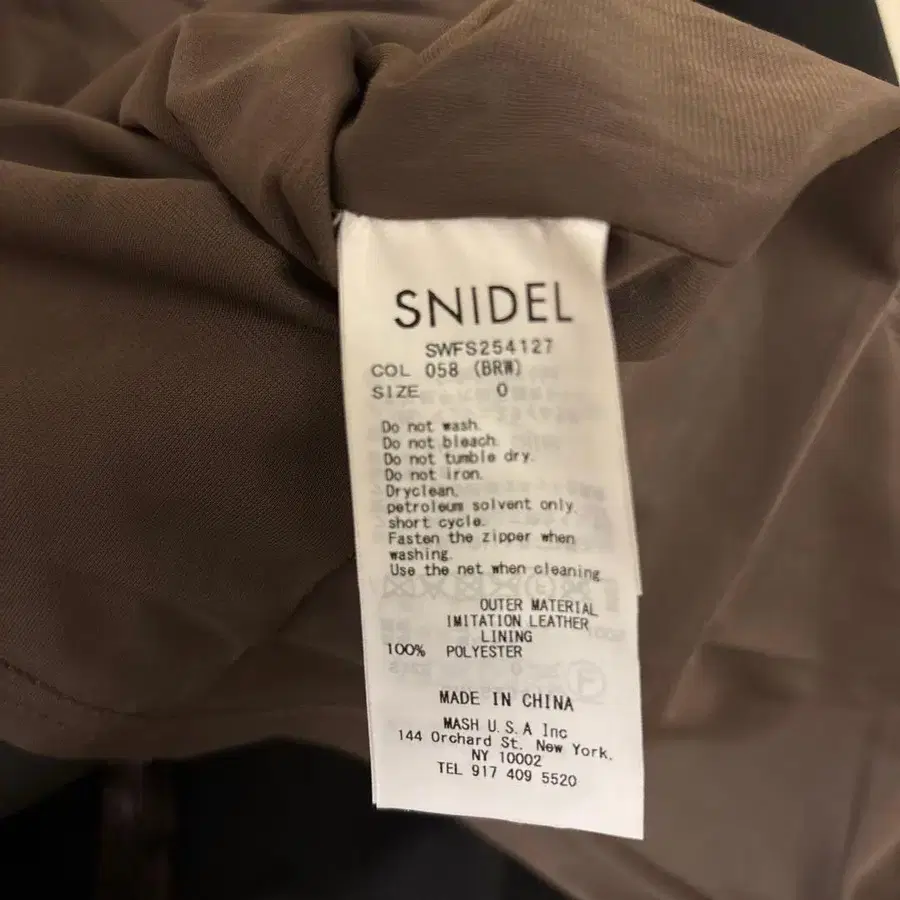 SNIDEL
SWFS254127
COL 058 (BRW)
SIZE 0
Do not wash.
Do not bleach.
Do not tumble dry.
Do not iron.
Dryclean,
petroleum solvent only,
short cycle.
Fasten the zipper when
washing.
Use the net when cleaning
OUTER MATERIAL
IMITATION LEATHER
LINING
100% POLYESTER
MADE IN CHINA
MASH U.S.A Inc
144 Orchard St. New York.
NY 10002
TEL 917 409 5520